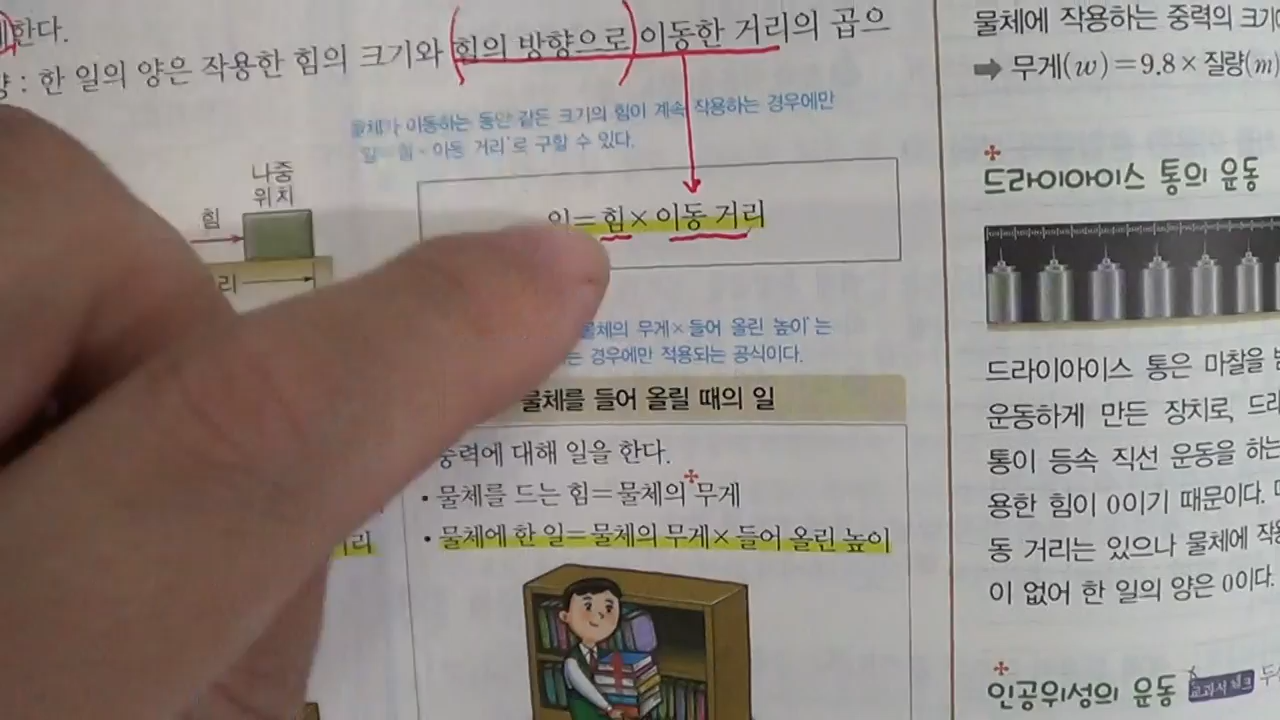 한다.
: 한 일의 양은 작용한 힘의 크기와 (힘의 방향으로) 이동한 거리의 곱으
물체가 이동하는 동안 같은 크기의 힘이 계속 작용하는 경우에만
'일=힘×이동 거리'로 구할 수 있다.
나중
위치
힘
리
일=힘×이동 거리
물체의 무게×들어 올린 높이'는
는 경우에만 적용되는 공식이다.
물체를 들어 올릴 때의 일
중력에 대해 일을 한다.
• 물체를 드는 힘=물체의 무게
• 물체에 한 일=물체의 무게×들어 올린 높이
물체에 작용하는 중력의 크기
➡ 무게(w)=9.8×질량(m)
드라이아이스 통의 운동
드라이아이스 통은 마찰을
운동하게 만든 장치로, 드라
통이 등속 직선 운동을 하는
용한 힘이 0이기 때문이다.
동 거리는 있으나 물체에 작용
이 없어 한 일의 양은 0이다.
인공위성의 운동 교과서 체크